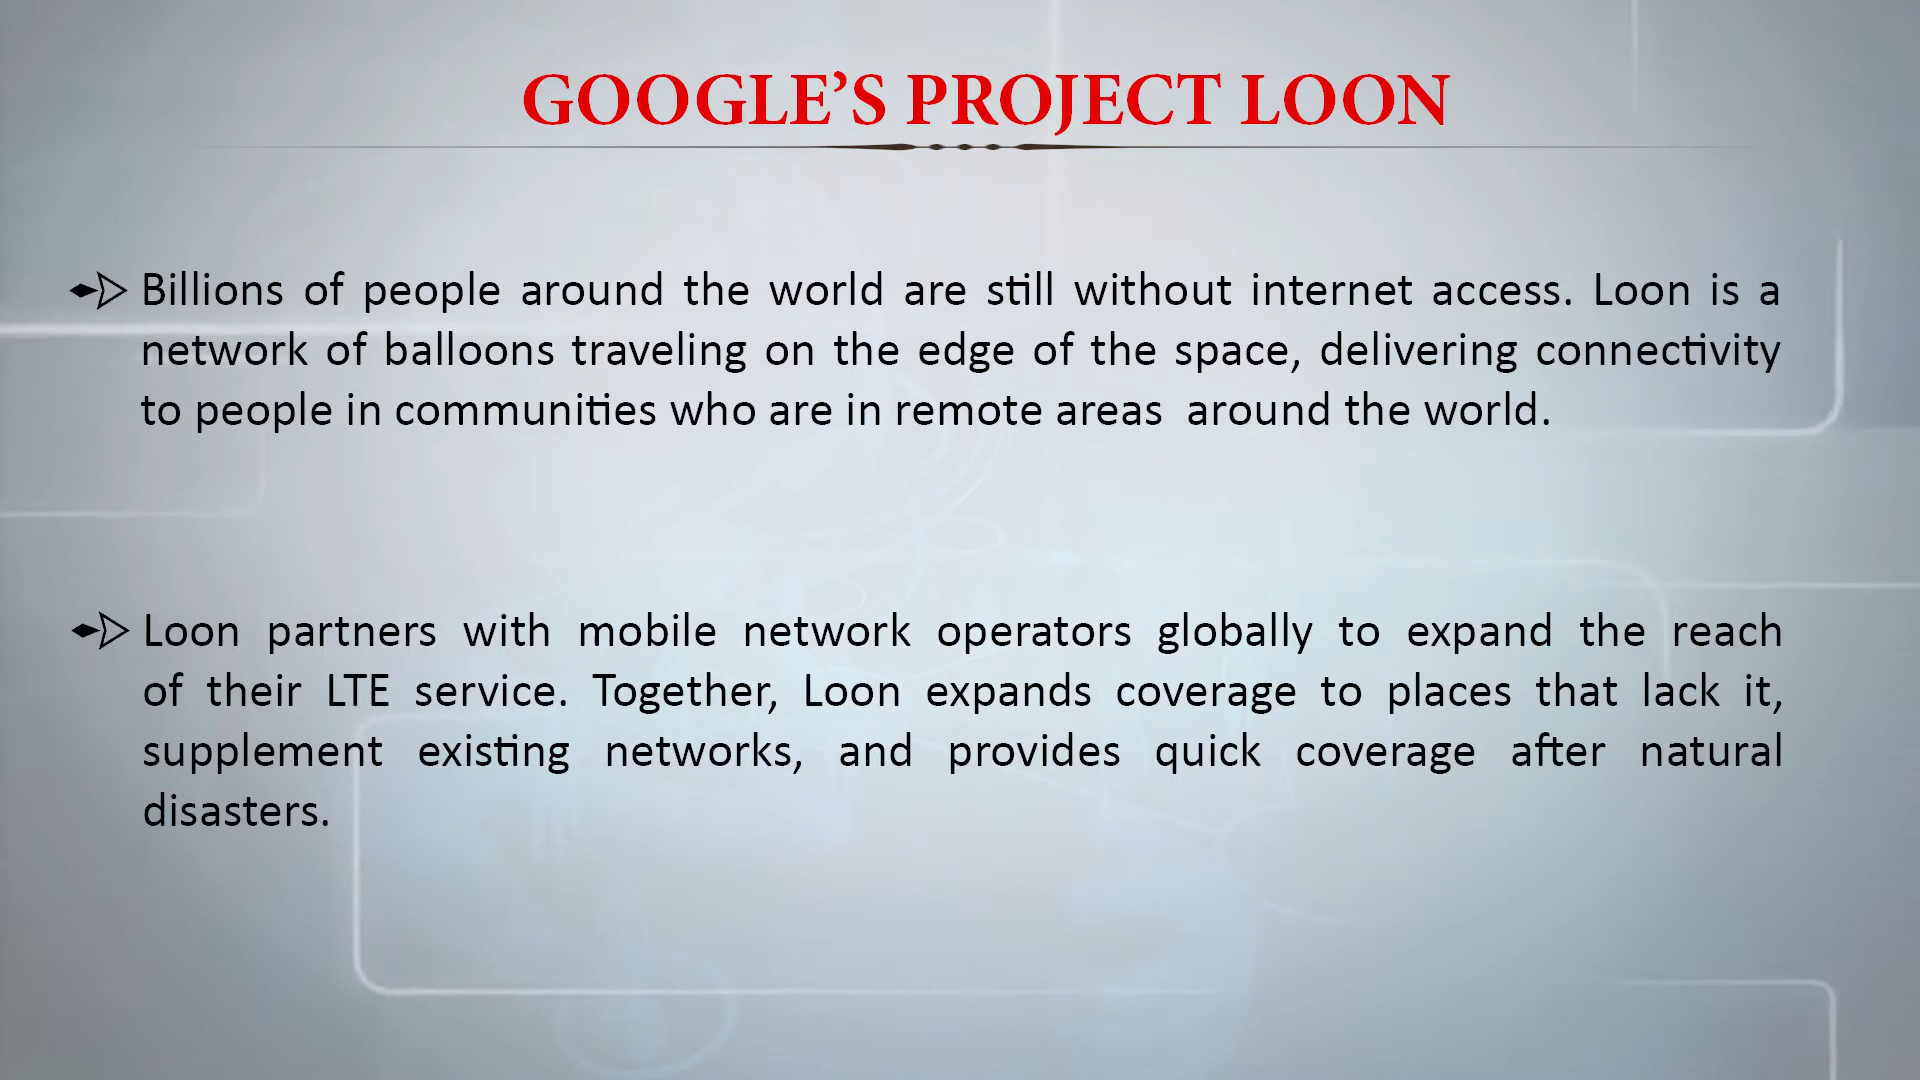 GOOGLE’S PROJECT LOON
Billions of people around the world are still without internet access. Loon is a
network of balloons traveling on the edge of the space, delivering connectivity
to people in communities who are in remote areas  around the world.
Loon partners with mobile network operators globally to expand the reach
of their LTE service. Together, Loon expands coverage to places that lack it,
supplement existing networks, and provides quick coverage after natural
disasters.